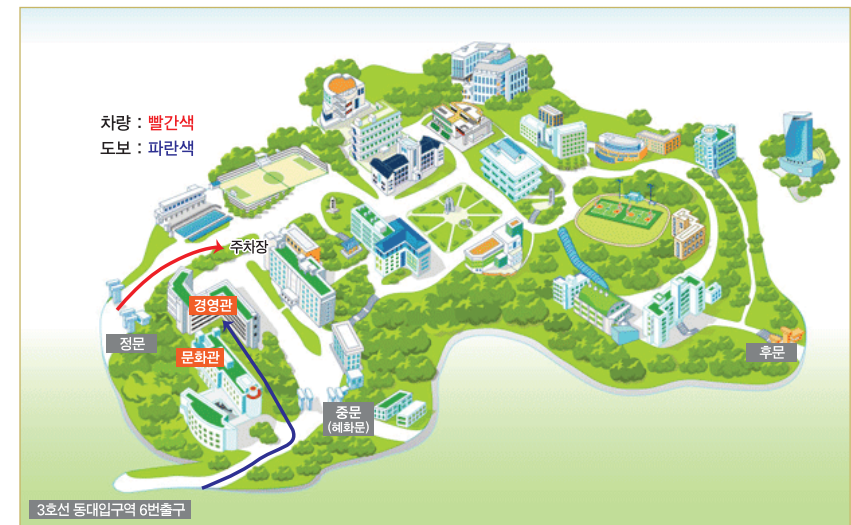 차량 : 빨간색
도보 : 파란색
주차장
경영관
정문
문화관
후문
중문
(혜화문)
3호선 동대입구역 6번출구